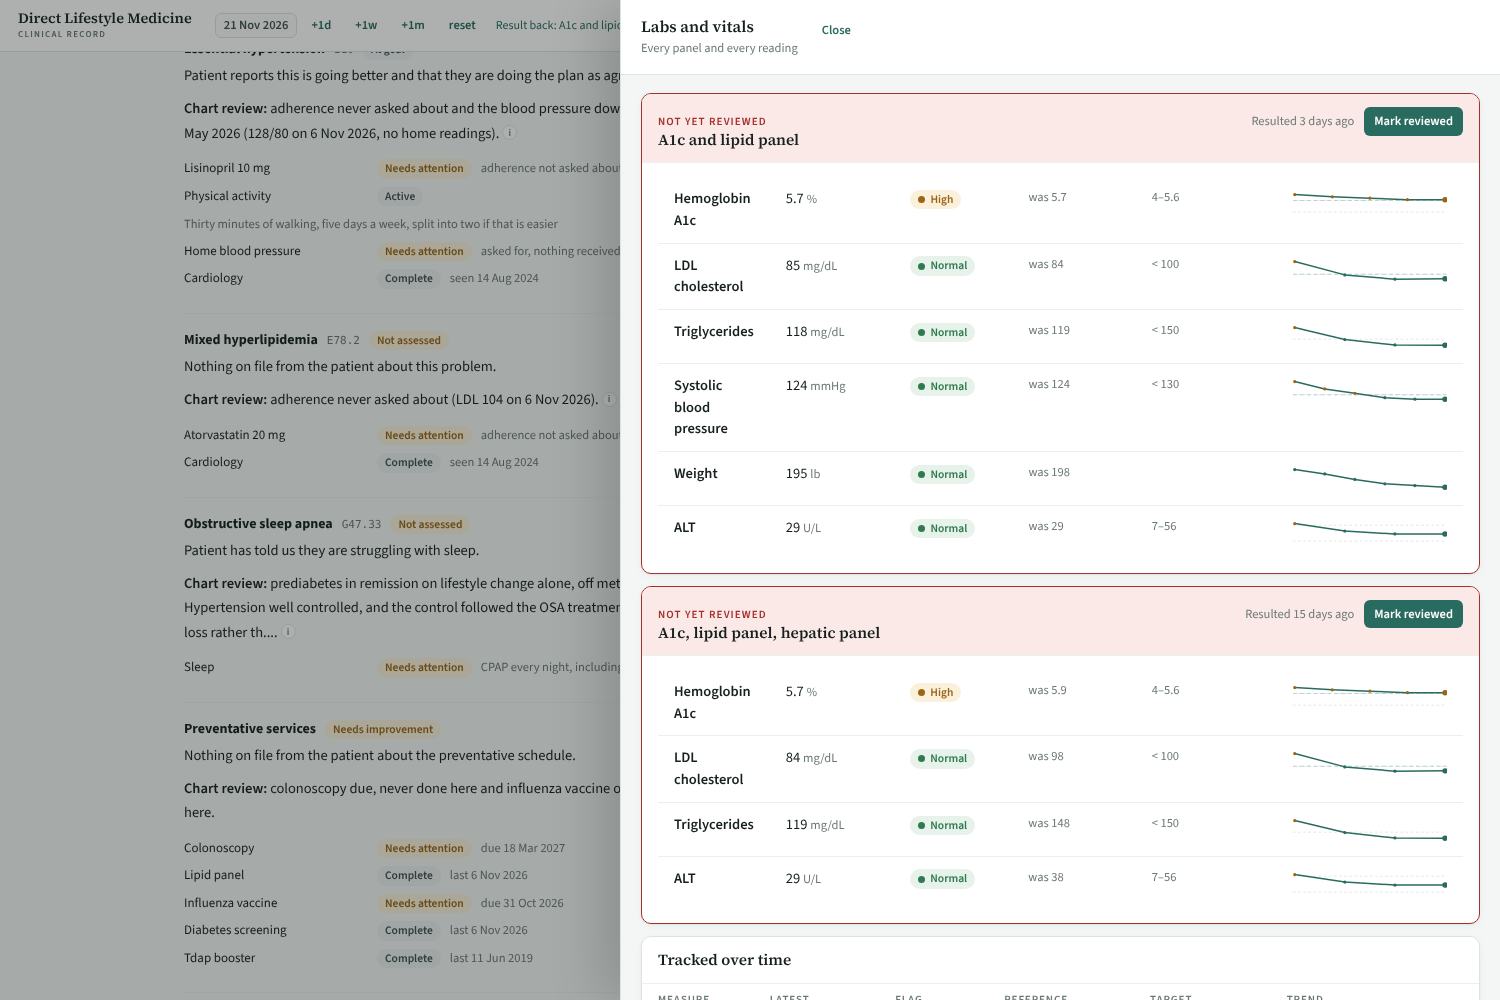 Direct Lifestyle Medicine
CLINICAL RECORD
21 Nov 2026 +1d +1w +1m reset Result back: A1c and lipid
Essential hypertension
Patient reports this is going better and that they are doing the plan as
Chart review: adherence never asked about and the blood pressure
May 2026 (128/80 on 6 Nov 2026, no home readings). i
Lisinopril 10 mg Needs attention adherence not asked about
Physical activity Active
Thirty minutes of walking, five days a week, split into two if that is easier
Home blood pressure Needs attention asked for, nothing received
Cardiology Complete seen 14 Aug 2024
Mixed hyperlipidemia E78.2 Not assessed
Nothing on file from the patient about this problem.
Chart review: adherence never asked about (LDL 104 on 6 Nov 2026). i
Atorvastatin 20 mg Needs attention adherence not asked about
Cardiology Complete seen 14 Aug 2024
Obstructive sleep apnea G47.33 Not assessed
Patient has told us they are struggling with sleep.
Chart review: prediabetes in remission on lifestyle change alone, off met
Hypertension well controlled, and the control followed the OSA treatmen
loss rather th.... i
Sleep Needs attention CPAP every night, including
Preventative services Needs improvement
Nothing on file from the patient about the preventative schedule.
Chart review: colonoscopy due, never done here and influenza vaccine o
here.
Colonoscopy Needs attention due 18 Mar 2027
Lipid panel Complete last 6 Nov 2026
Influenza vaccine Needs attention due 31 Oct 2026
Diabetes screening Complete last 6 Nov 2026
Tdap booster Complete last 11 Jun 2019
Labs and vitals
Every panel and every reading
Close
NOT YET REVIEWED
A1c and lipid panel
Resulted 3 days ago Mark reviewed
Hemoglobin A1c 5.7 % High was 5.7 4–5.6
LDL cholesterol 85 mg/dL Normal was 84 < 100
Triglycerides 118 mg/dL Normal was 119 < 150
Systolic blood pressure 124 mmHg Normal was 124 < 130
Weight 195 lb Normal was 198
ALT 29 U/L Normal was 29 7–56
NOT YET REVIEWED
A1c, lipid panel, hepatic panel
Resulted 15 days ago Mark reviewed
Hemoglobin A1c 5.7 % High was 5.9 4–5.6
LDL cholesterol 84 mg/dL Normal was 98 < 100
Triglycerides 119 mg/dL Normal was 148 < 150
ALT 29 U/L Normal was 38 7–56
Tracked over time
MEASURE LATEST FLAG REFERENCE TARGET TREND